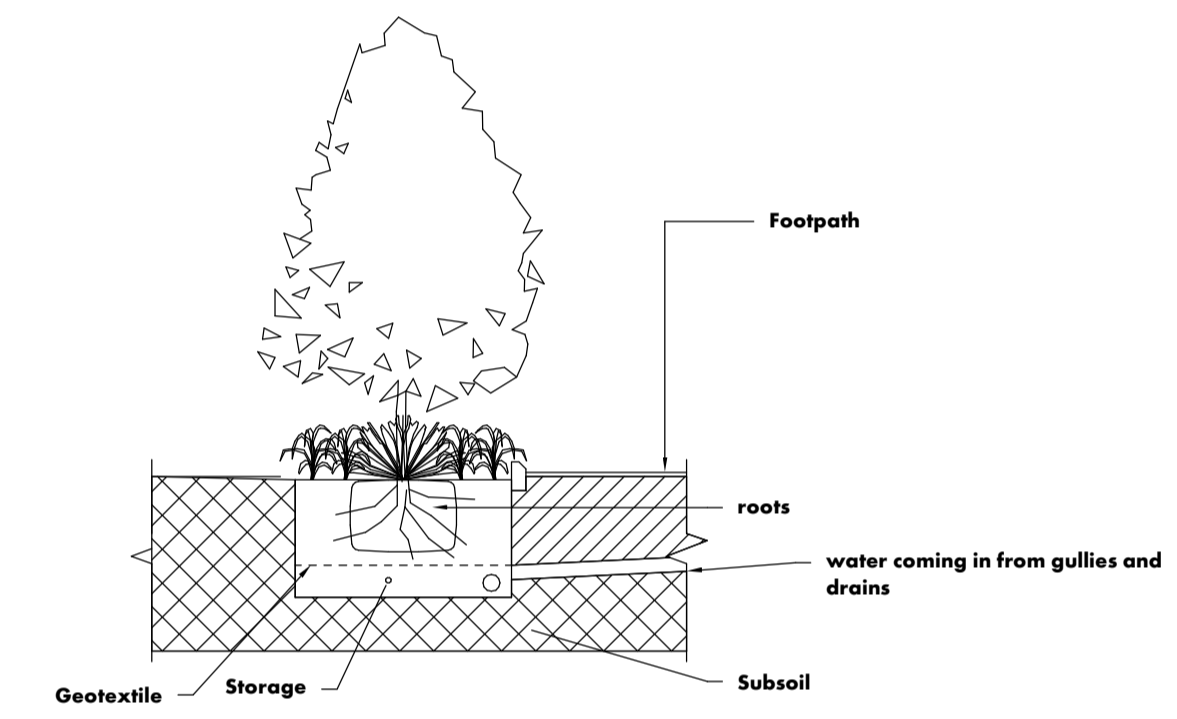 Footpath
roots
water coming in from gullies and
drains
Subsoil
Storage
Geotextile